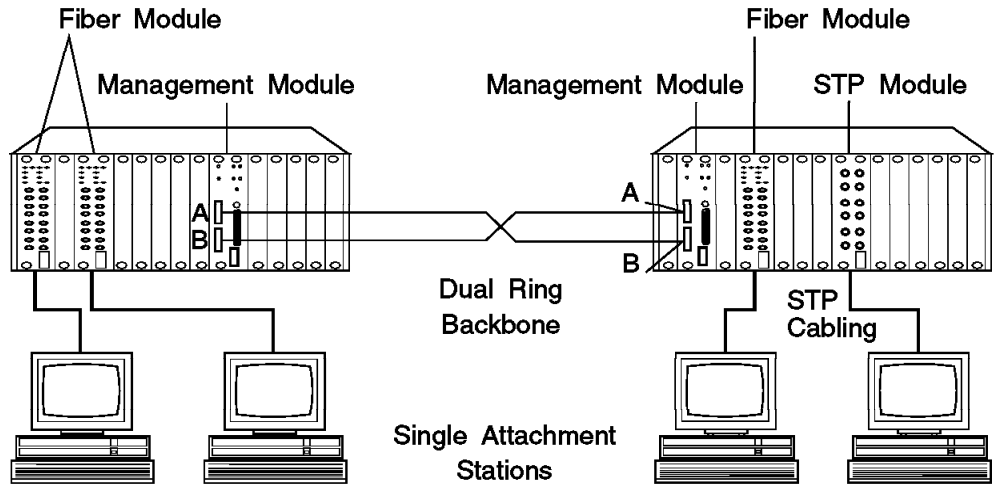 Fiber Module
Fiber Module
Management Module
Management Module
STP Module
A
B
A
B
Dual Ring
Backbone
STP
Cabling
Single Attachment
Stations